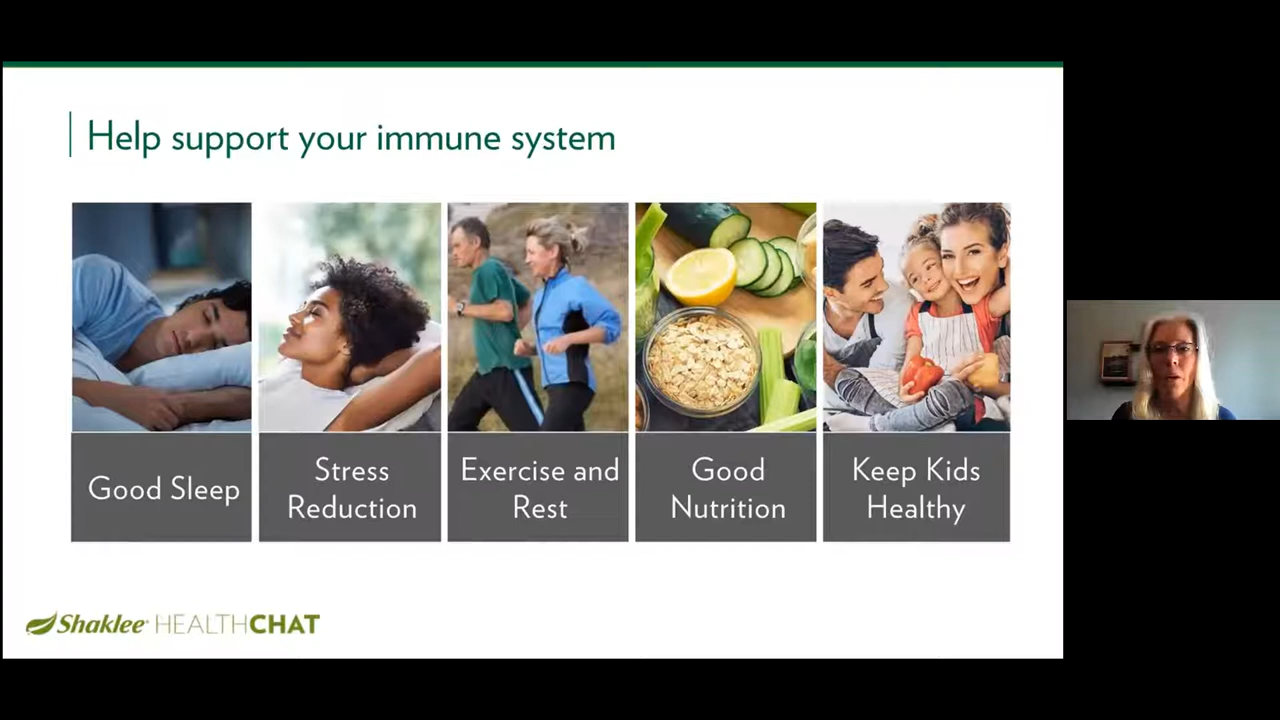 Help support your immune system
Good Sleep
Stress
Reduction
Exercise and
Rest
Good
Nutrition
Keep Kids
Healthy
Shaklee HEALTHCHAT